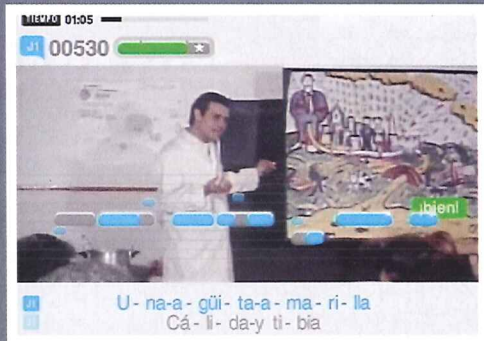 TIEMPO 01:05
J1 00530
¡bien!
J1 U - na-a - güi - ta-a - ma - ri - lla
Cá - li - da-y ti - bia